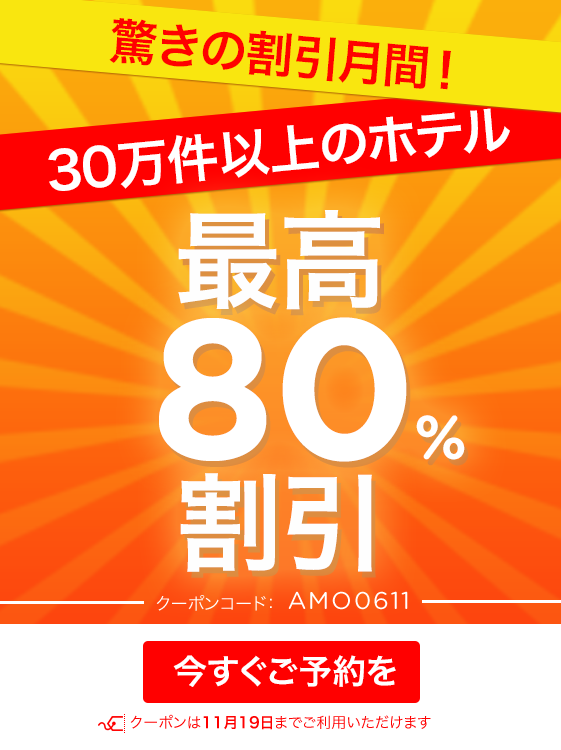 驚きの割引月間！
30万件以上のホテル
最高
80%
割引
クーポンコード： AMO0611
今すぐご予約を
クーポンは11月19日までご利用いただけます